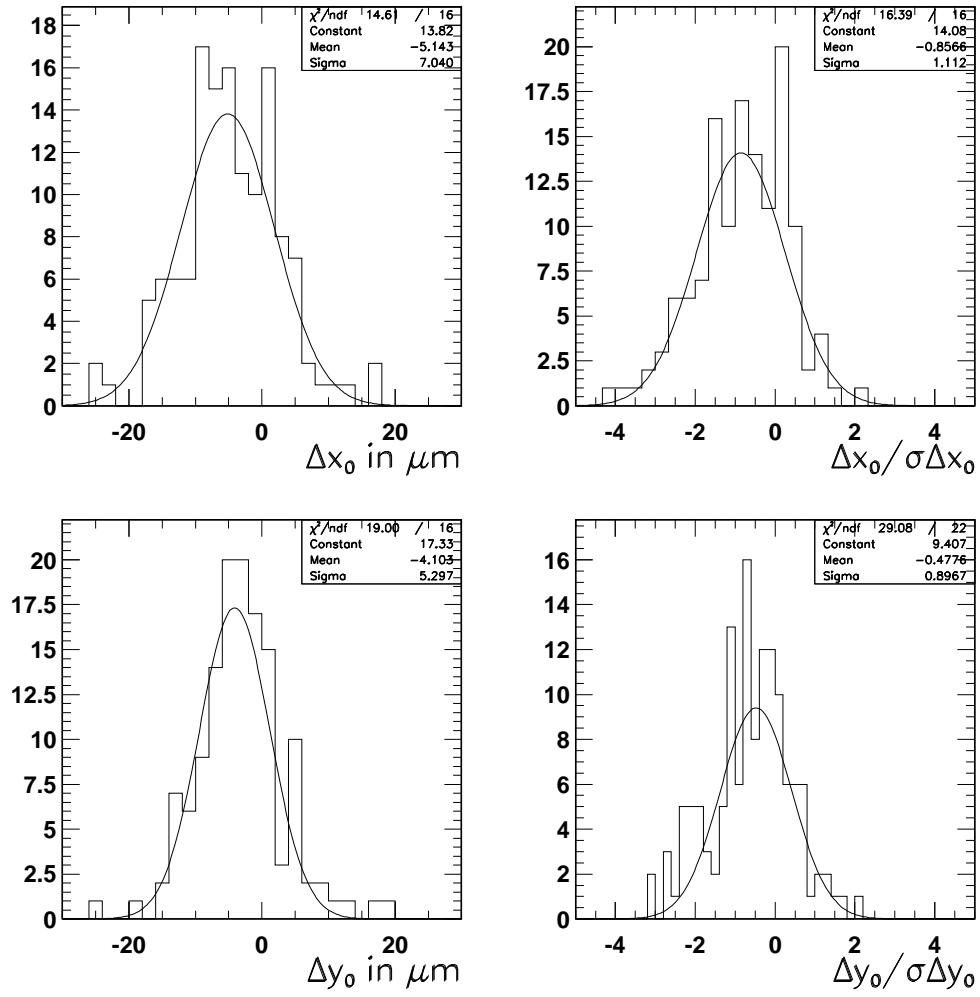 χ²/ndf 14.61 / 16
Constant 13.82
Mean -5.143
Sigma 7.040
18
16
14
12
10
8
6
4
2
0
-20 0 20
Δx₀ in μm
χ²/ndf 16.39 / 16
Constant 14.08
Mean -0.8566
Sigma 1.112
20
17.5
15
12.5
10
7.5
5
2.5
0
-4 -2 0 2 4
Δx₀/σΔx₀
χ²/ndf 19.00 / 16
Constant 17.33
Mean -4.103
Sigma 5.297
20
17.5
15
12.5
10
7.5
5
2.5
0
-20 0 20
Δy₀ in μm
χ²/ndf 29.08 / 22
Constant 9.407
Mean -0.4776
Sigma 0.8967
16
14
12
10
8
6
4
2
0
-4 -2 0 2 4
Δy₀/σΔy₀